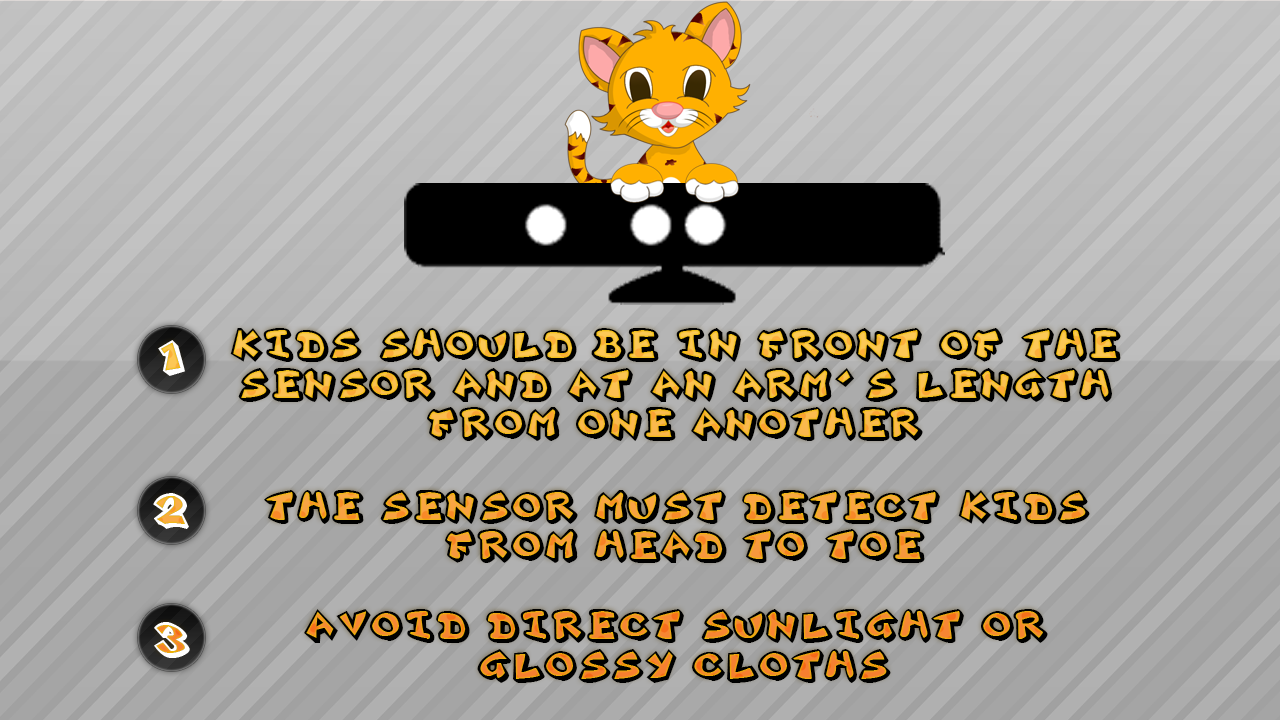 1
KIDS SHOULD BE IN FRONT OF THE
SENSOR AND AT AN ARM'S LENGTH
FROM ONE ANOTHER
2
THE SENSOR MUST DETECT KIDS
FROM HEAD TO TOE
3
AVOID DIRECT SUNLIGHT OR
GLOSSY CLOTHS